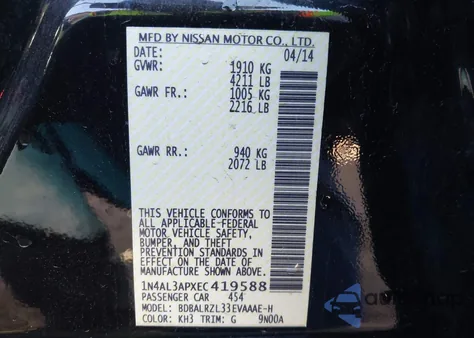 MFD BY NISSAN MOTOR CO., LTD.
DATE: 04/14
GVWR: 1910 KG
4211 LB
GAWR FR.: 1005 KG
2216 LB
GAWR RR.: 940 KG
2072 LB
THIS VEHICLE CONFORMS TO
ALL APPLICABLE-FEDERAL
MOTOR VEHICLE SAFETY,
BUMPER, AND THEFT
PREVENTION STANDARDS IN
EFFECT ON THE DATE OF
MANUFACTURE SHOWN ABOVE.
1N4AL3APXEC419588
PASSENGER CAR 454
MODEL: BDBALRZL33EVAAAE-H
COLOR: KH3 TRIM: G 9N00A